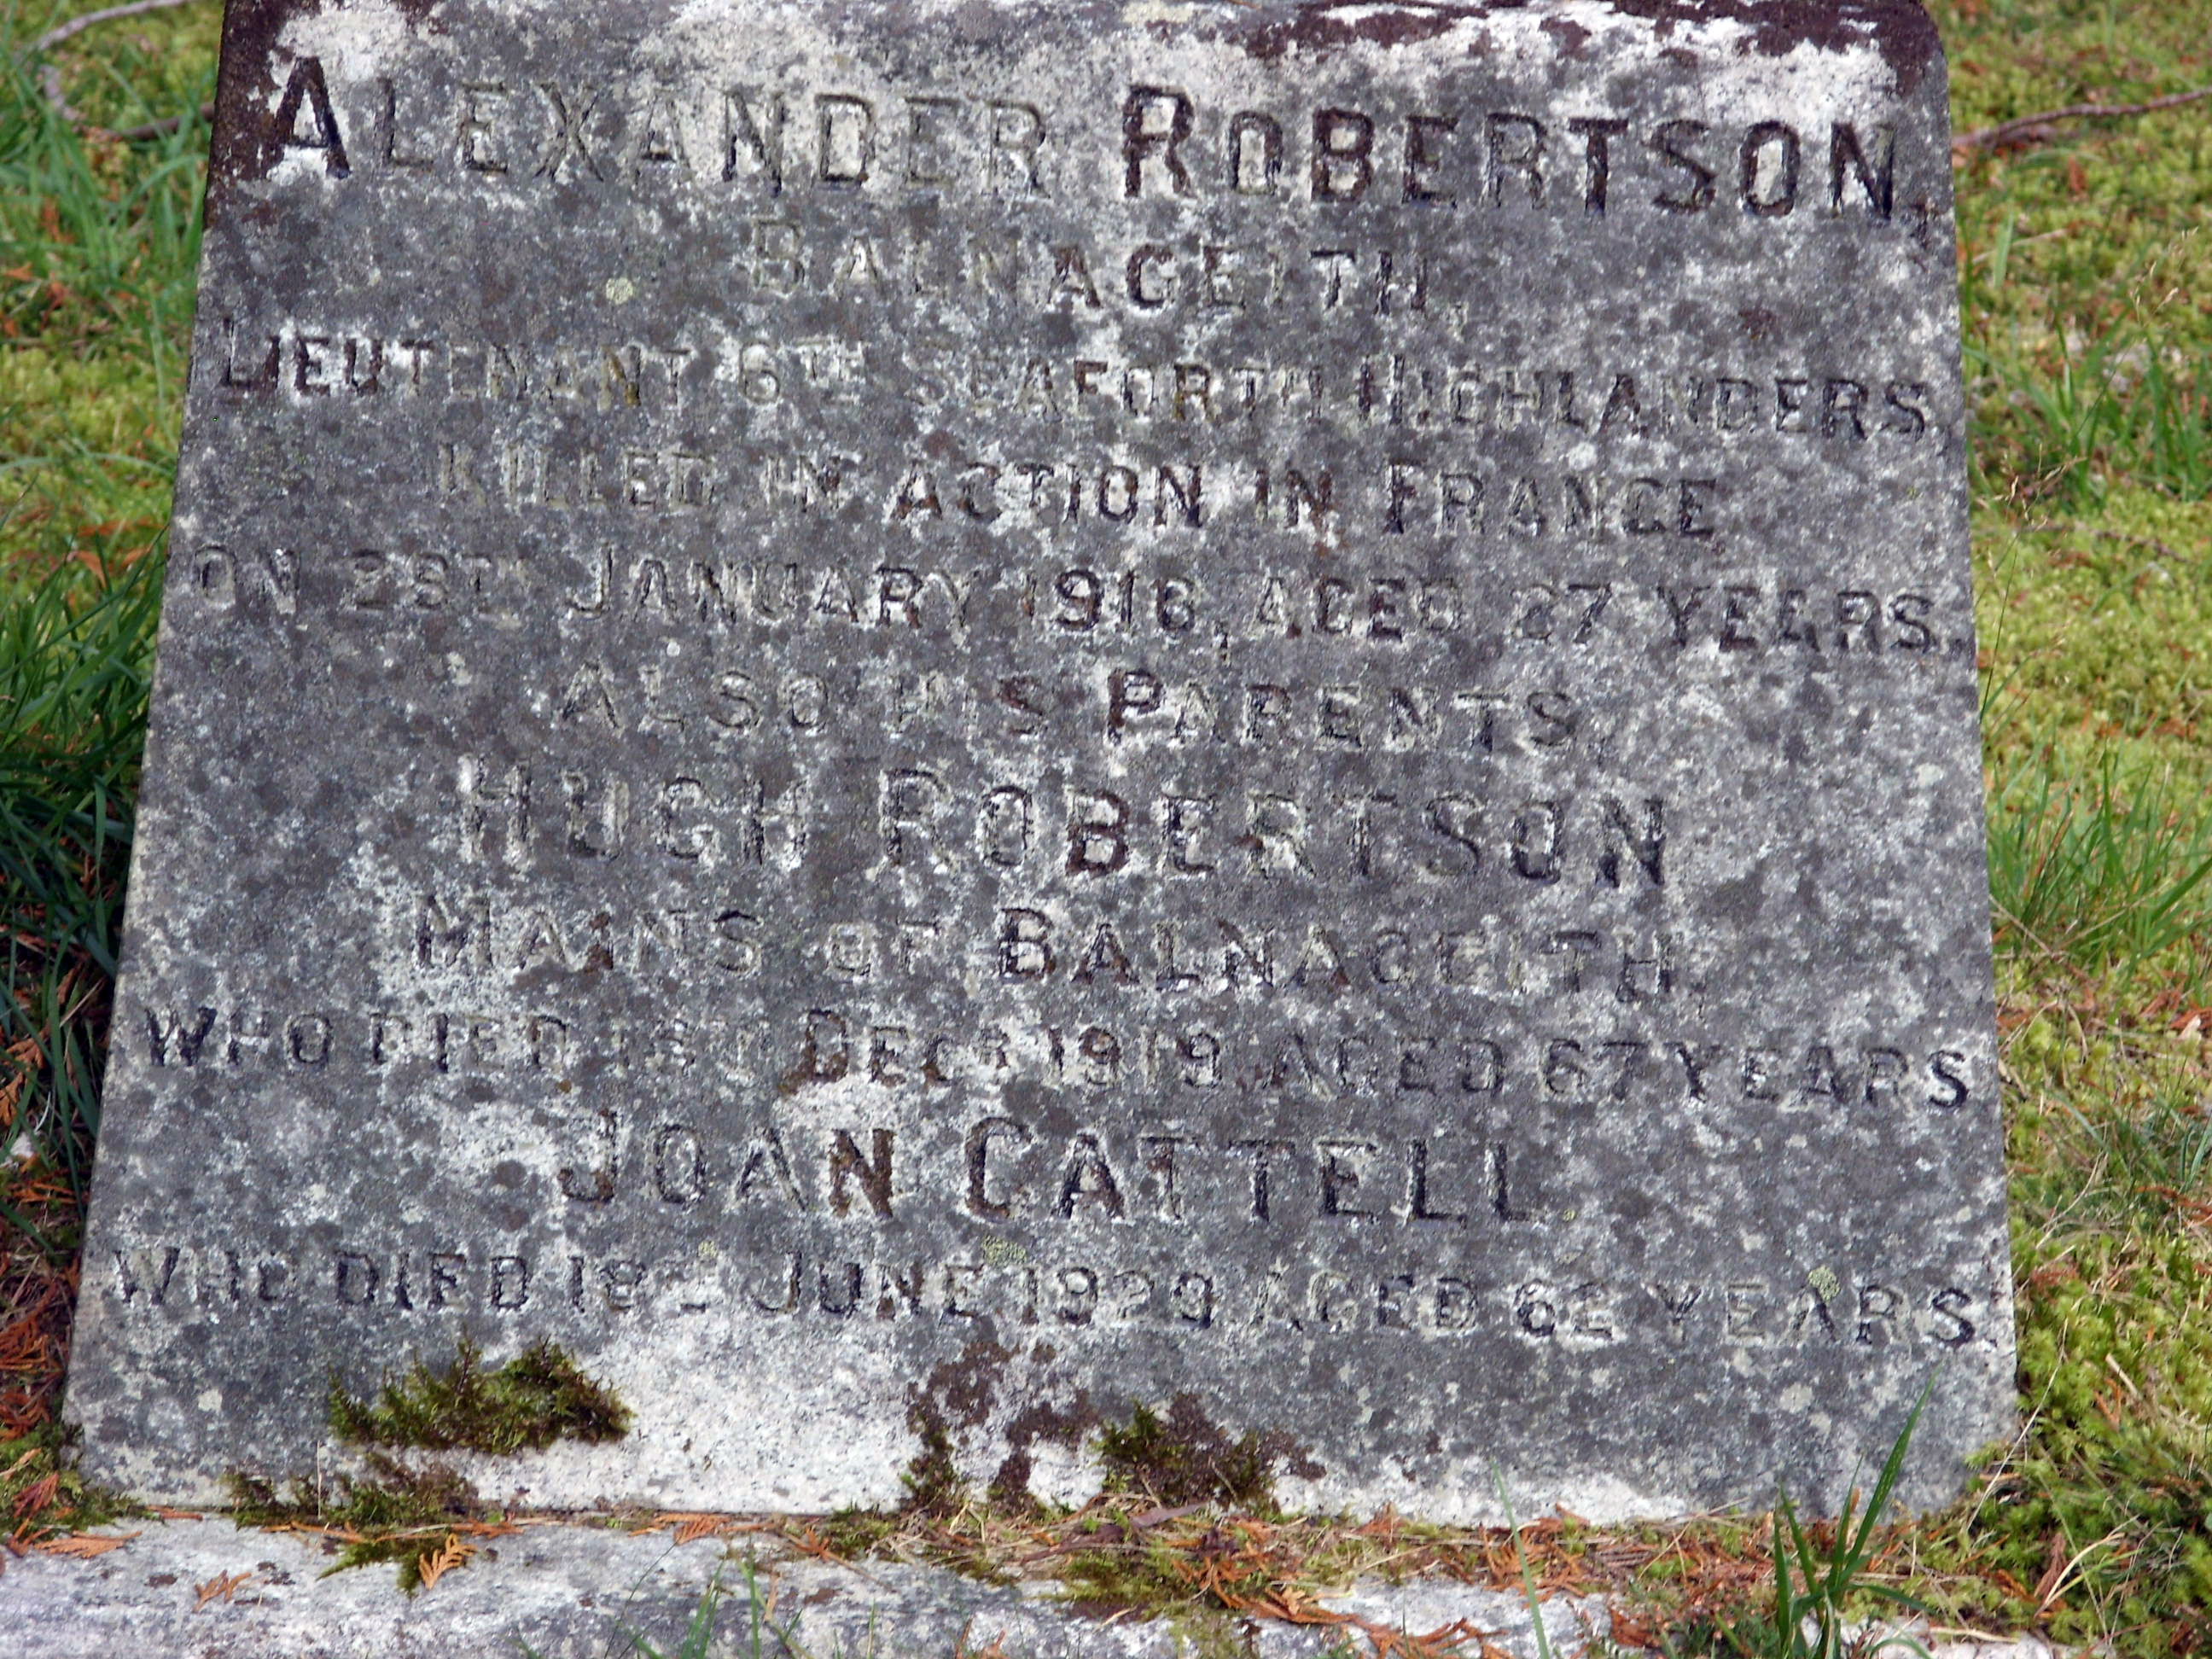 ALEXANDER ROBERTSON,
BALNAGEITH,
LIEUTENANT 6TH SEAFORTH HIGHLANDERS
KILLED IN ACTION IN FRANCE,
ON JANUARY 1916, AGED 27 YEARS.
ALSO HIS PARENTS
HUGH ROBERTSON
MAINS OF BALNAGEITH,
WHO DIED 1ST DECR 1919, AGED 67 YEARS
JOAN CATTELL
WHO DIED JUNE 1929, AGED 62 YEARS.